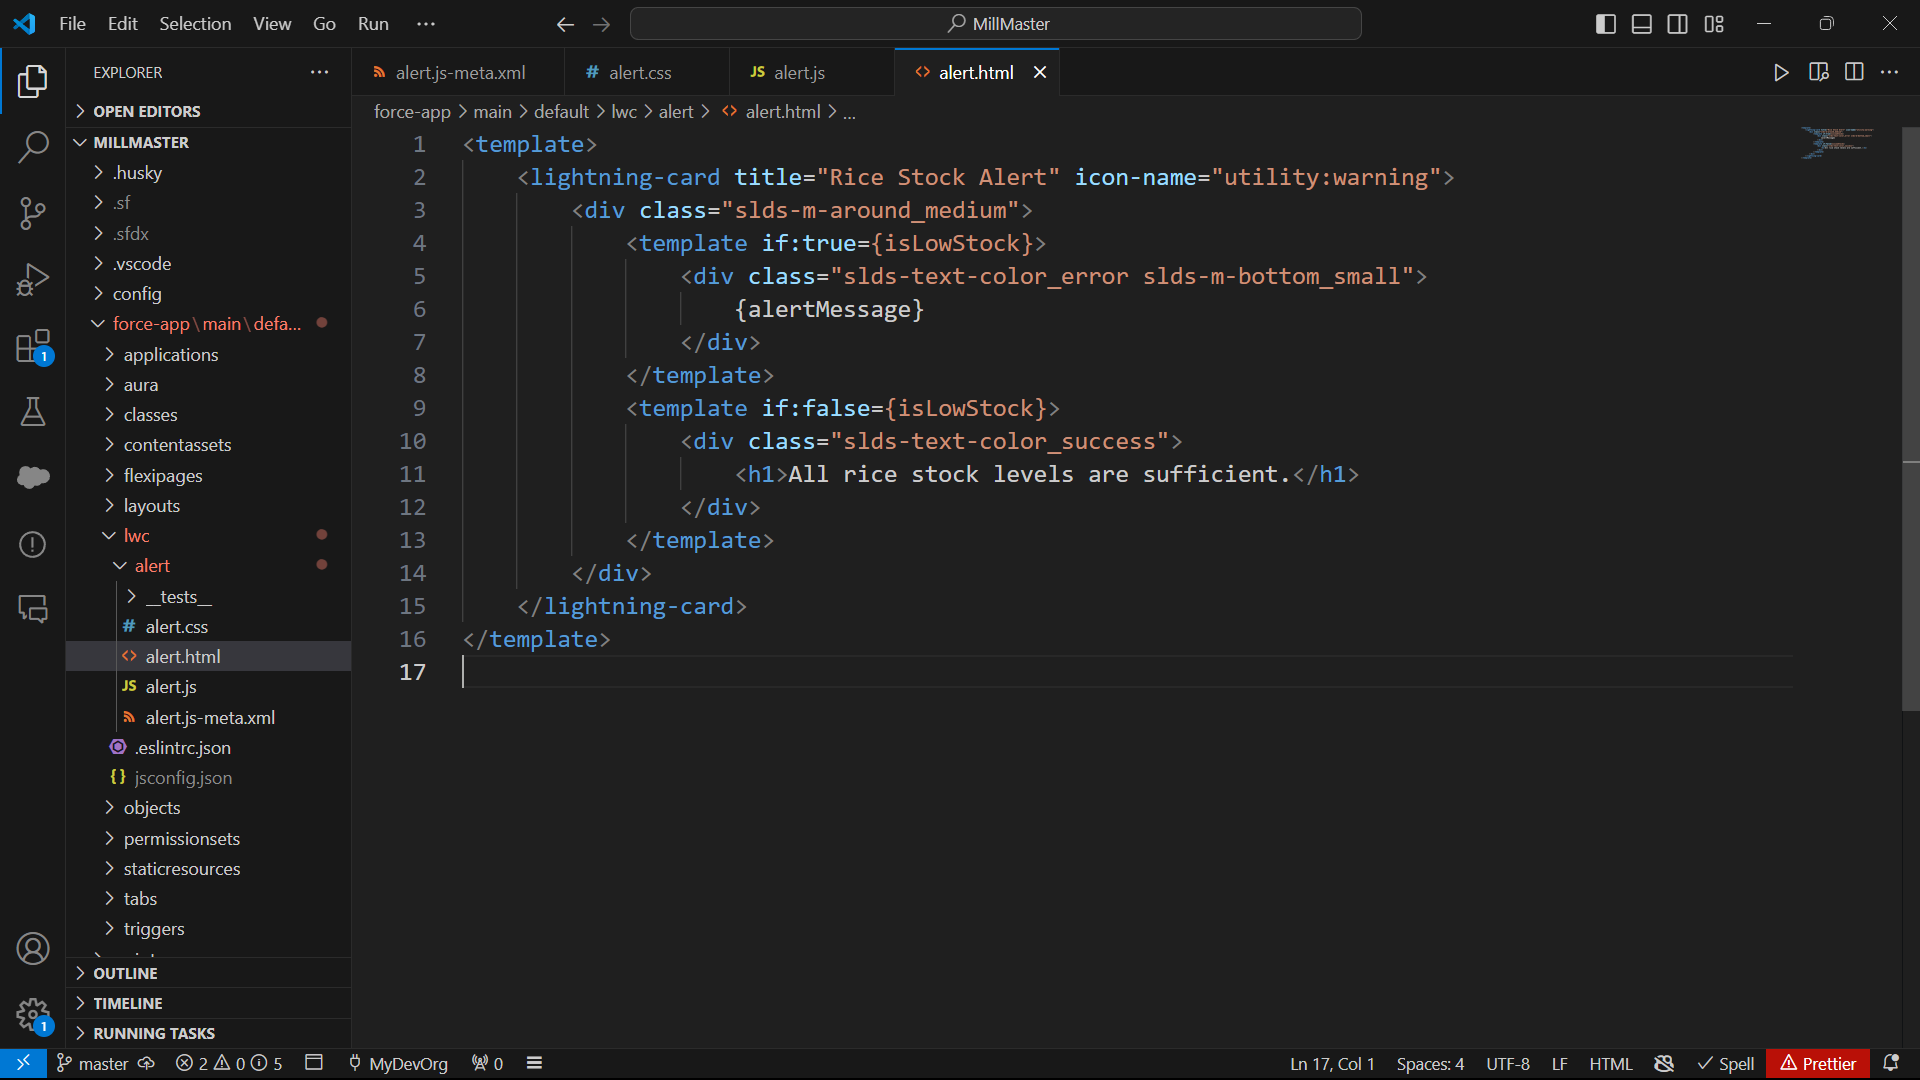 File Edit Selection View Go Run ···
MillMaster
EXPLORER ···
OPEN EDITORS
MILLMASTER
.husky
.sf
.sfdx
.vscode
config
force-app\main\defa...
applications
aura
classes
contentassets
flexipages
layouts
lwc
alert
__tests__
# alert.css
<> alert.html
JS alert.js
alert.js-meta.xml
.eslintrc.json
{} jsconfig.json
objects
permissionsets
staticresources
tabs
triggers
OUTLINE
TIMELINE
RUNNING TASKS
1
1
alert.js-meta.xml # alert.css JS alert.js <> alert.html ×
force-app > main > default > lwc > alert > <> alert.html > ...
1 <template>
2 <lightning-card title="Rice Stock Alert" icon-name="utility:warning">
3 <div class="slds-m-around_medium">
4 <template if:true={isLowStock}>
5 <div class="slds-text-color_error slds-m-bottom_small">
6 {alertMessage}
7 </div>
8 </template>
9 <template if:false={isLowStock}>
10 <div class="slds-text-color_success">
11 <h1>All rice stock levels are sufficient.</h1>
12 </div>
13 </template>
14 </div>
15 </lightning-card>
16 </template>
17
master 2 0 5 MyDevOrg 0 Ln 17, Col 1 Spaces: 4 UTF-8 LF HTML Spell Prettier